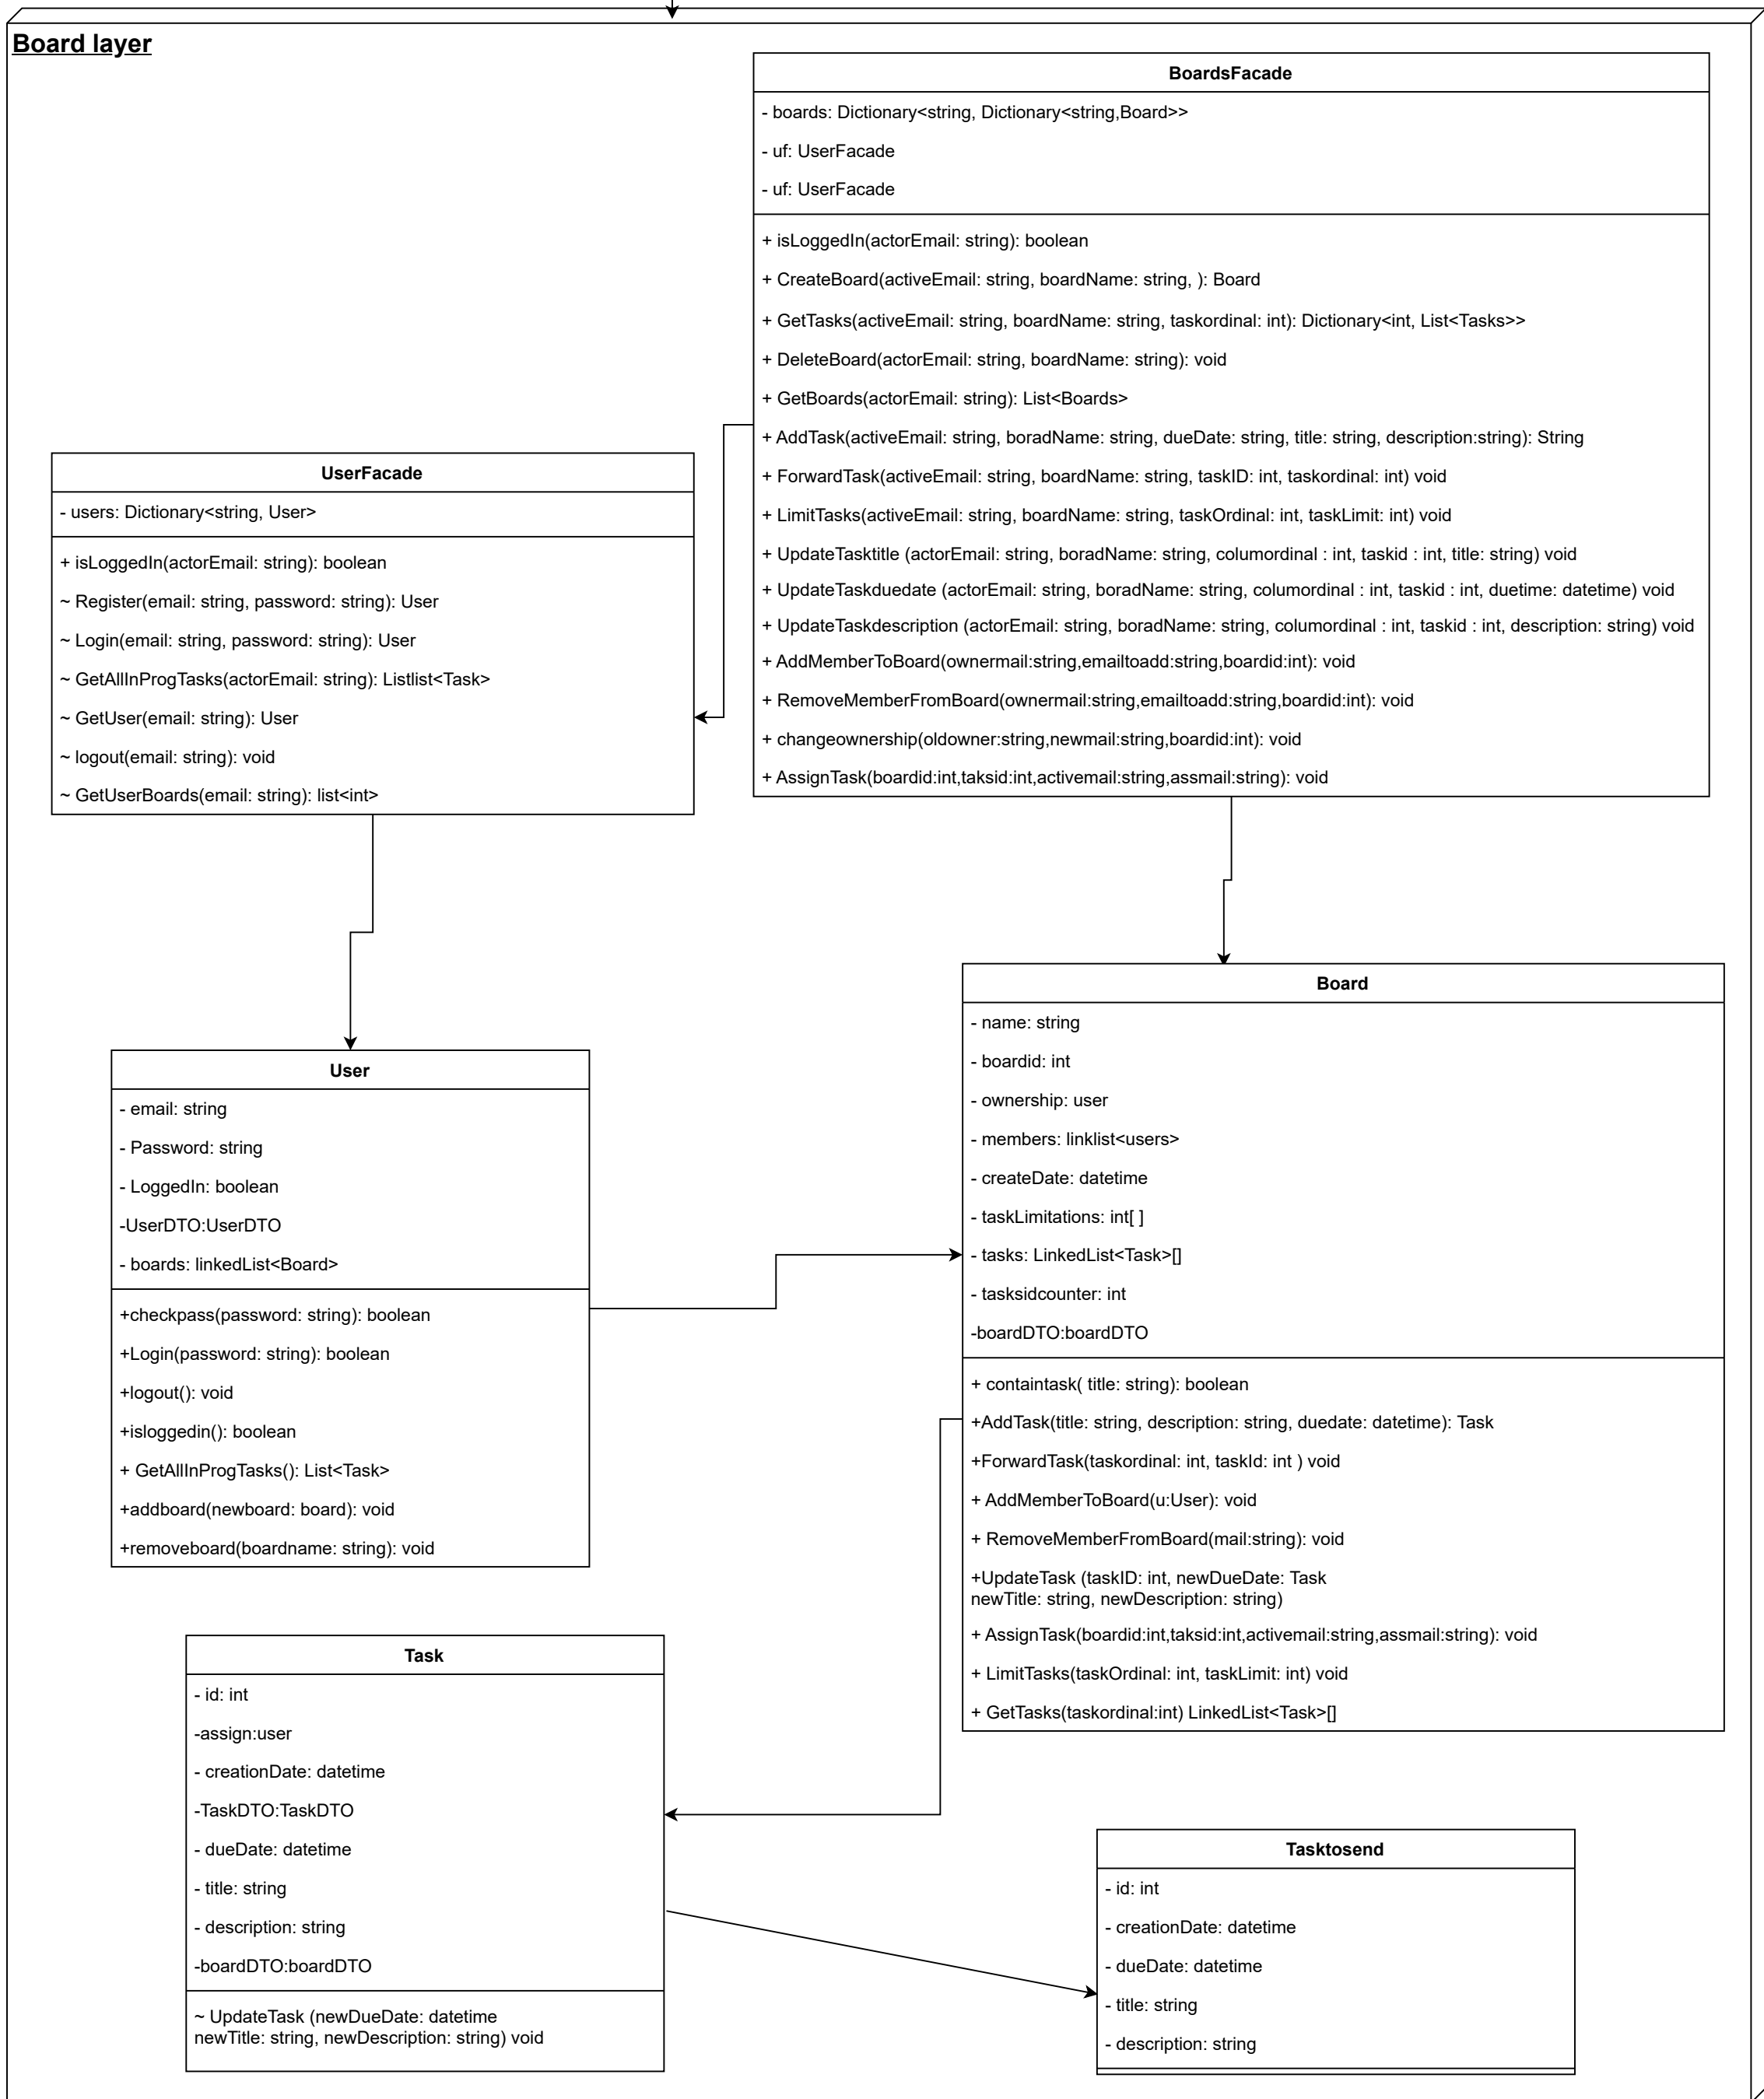 Board layer
BoardsFacade
- boards: Dictionary<string, Dictionary<string,Board>>
- uf: UserFacade
- uf: UserFacade
+ isLoggedIn(actorEmail: string): boolean
+ CreateBoard(activeEmail: string, boardName: string, ): Board
+ GetTasks(activeEmail: string, boardName: string, taskordinal: int): Dictionary<int, List<Tasks>>
+ DeleteBoard(actorEmail: string, boardName: string): void
+ GetBoards(actorEmail: string): List<Boards>
+ AddTask(activeEmail: string, boradName: string, dueDate: string, title: string, description:string): String
+ ForwardTask(activeEmail: string, boardName: string, taskID: int, taskordinal: int) void
+ LimitTasks(activeEmail: string, boardName: string, taskOrdinal: int, taskLimit: int) void
+ UpdateTasktitle (actorEmail: string, boradName: string, columordinal : int, taskid : int, title: string) void
+ UpdateTaskduedate (actorEmail: string, boradName: string, columordinal : int, taskid : int, duetime: datetime) void
+ UpdateTaskdescription (actorEmail: string, boradName: string, columordinal : int, taskid : int, description: string) void
+ AddMemberToBoard(ownermail:string,emailtoadd:string,boardid:int): void
+ RemoveMemberFromBoard(ownermail:string,emailtoadd:string,boardid:int): void
+ changeownership(oldowner:string,newmail:string,boardid:int): void
+ AssignTask(boardid:int,taksid:int,activemail:string,assmail:string): void
UserFacade
- users: Dictionary<string, User>
+ isLoggedIn(actorEmail: string): boolean
~ Register(email: string, password: string): User
~ Login(email: string, password: string): User
~ GetAllInProgTasks(actorEmail: string): Listlist<Task>
~ GetUser(email: string): User
~ logout(email: string): void
~ GetUserBoards(email: string): list<int>
Board
- name: string
- boardid: int
- ownership: user
- members: linklist<users>
- createDate: datetime
- taskLimitations: int[ ]
- tasks: LinkedList<Task>[]
- tasksidcounter: int
-boardDTO:boardDTO
+ containtask( title: string): boolean
+AddTask(title: string, description: string, duedate: datetime): Task
+ForwardTask(taskordinal: int, taskId: int ) void
+ AddMemberToBoard(u:User): void
+ RemoveMemberFromBoard(mail:string): void
+UpdateTask (taskID: int, newDueDate: Task
newTitle: string, newDescription: string)
+ AssignTask(boardid:int,taksid:int,activemail:string,assmail:string): void
+ LimitTasks(taskOrdinal: int, taskLimit: int) void
+ GetTasks(taskordinal:int) LinkedList<Task>[]
User
- email: string
- Password: string
- LoggedIn: boolean
-UserDTO:UserDTO
- boards: linkedList<Board>
+checkpass(password: string): boolean
+Login(password: string): boolean
+logout(): void
+isloggedin(): boolean
+ GetAllInProgTasks(): List<Task>
+addboard(newboard: board): void
+removeboard(boardname: string): void
Task
- id: int
-assign:user
- creationDate: datetime
-TaskDTO:TaskDTO
- dueDate: datetime
- title: string
- description: string
-boardDTO:boardDTO
~ UpdateTask (newDueDate: datetime
newTitle: string, newDescription: string) void
Tasktosend
- id: int
- creationDate: datetime
- dueDate: datetime
- title: string
- description: string